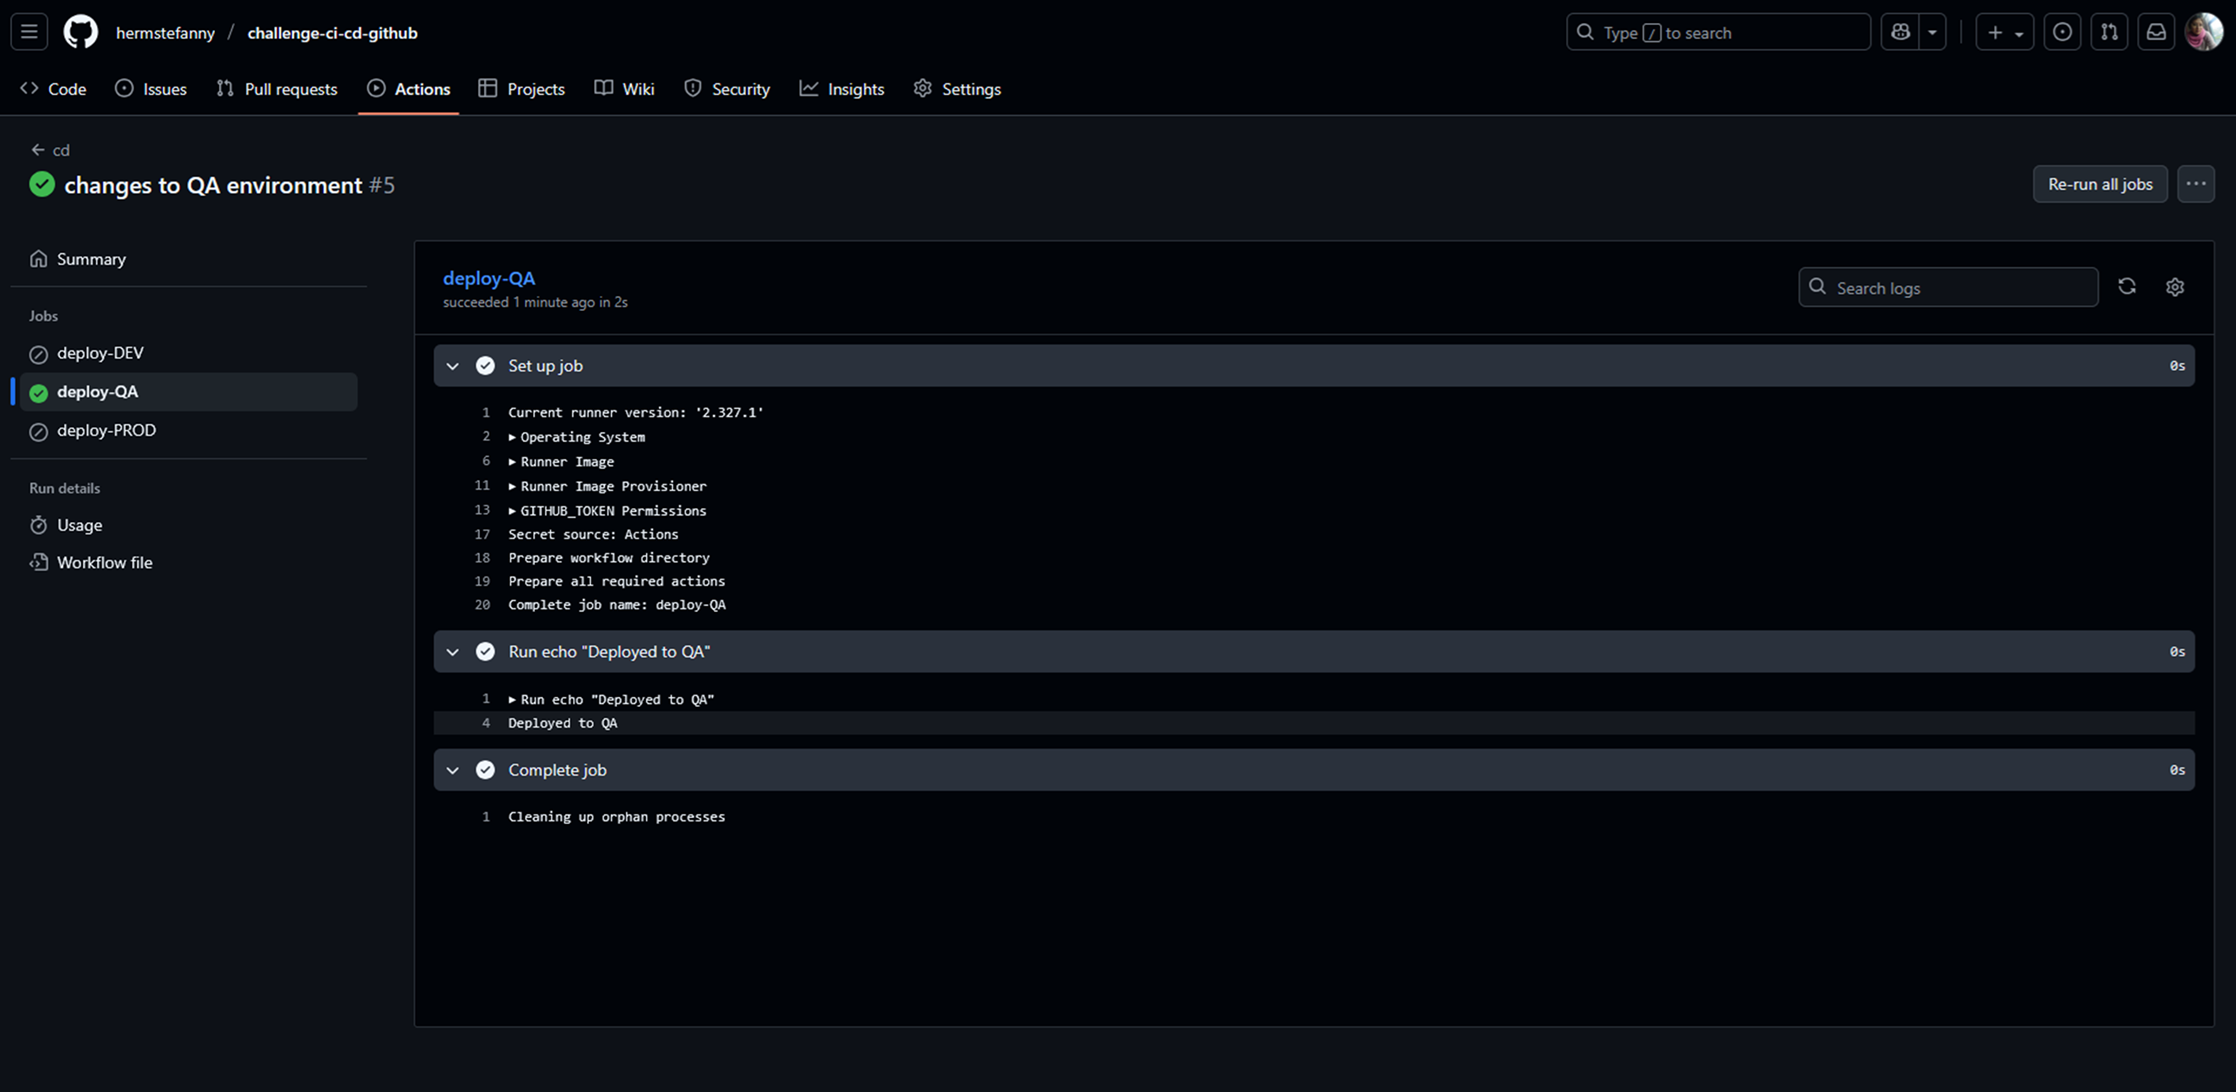 hermstefanny / challenge-ci-cd-github
Type / to search
Code Issues Pull requests Actions Projects Wiki Security Insights Settings
cd
changes to QA environment #5
Re-run all jobs
Summary
Jobs
deploy-DEV
deploy-QA
deploy-PROD
Run details
Usage
Workflow file
deploy-QA
succeeded 1 minute ago in 2s
Search logs
Set up job 0s
1 Current runner version: '2.327.1'
2 Operating System
6 Runner Image
11 Runner Image Provisioner
13 GITHUB_TOKEN Permissions
17 Secret source: Actions
18 Prepare workflow directory
19 Prepare all required actions
20 Complete job name: deploy-QA
Run echo "Deployed to QA" 0s
1 Run echo "Deployed to QA"
4 Deployed to QA
Complete job 0s
1 Cleaning up orphan processes